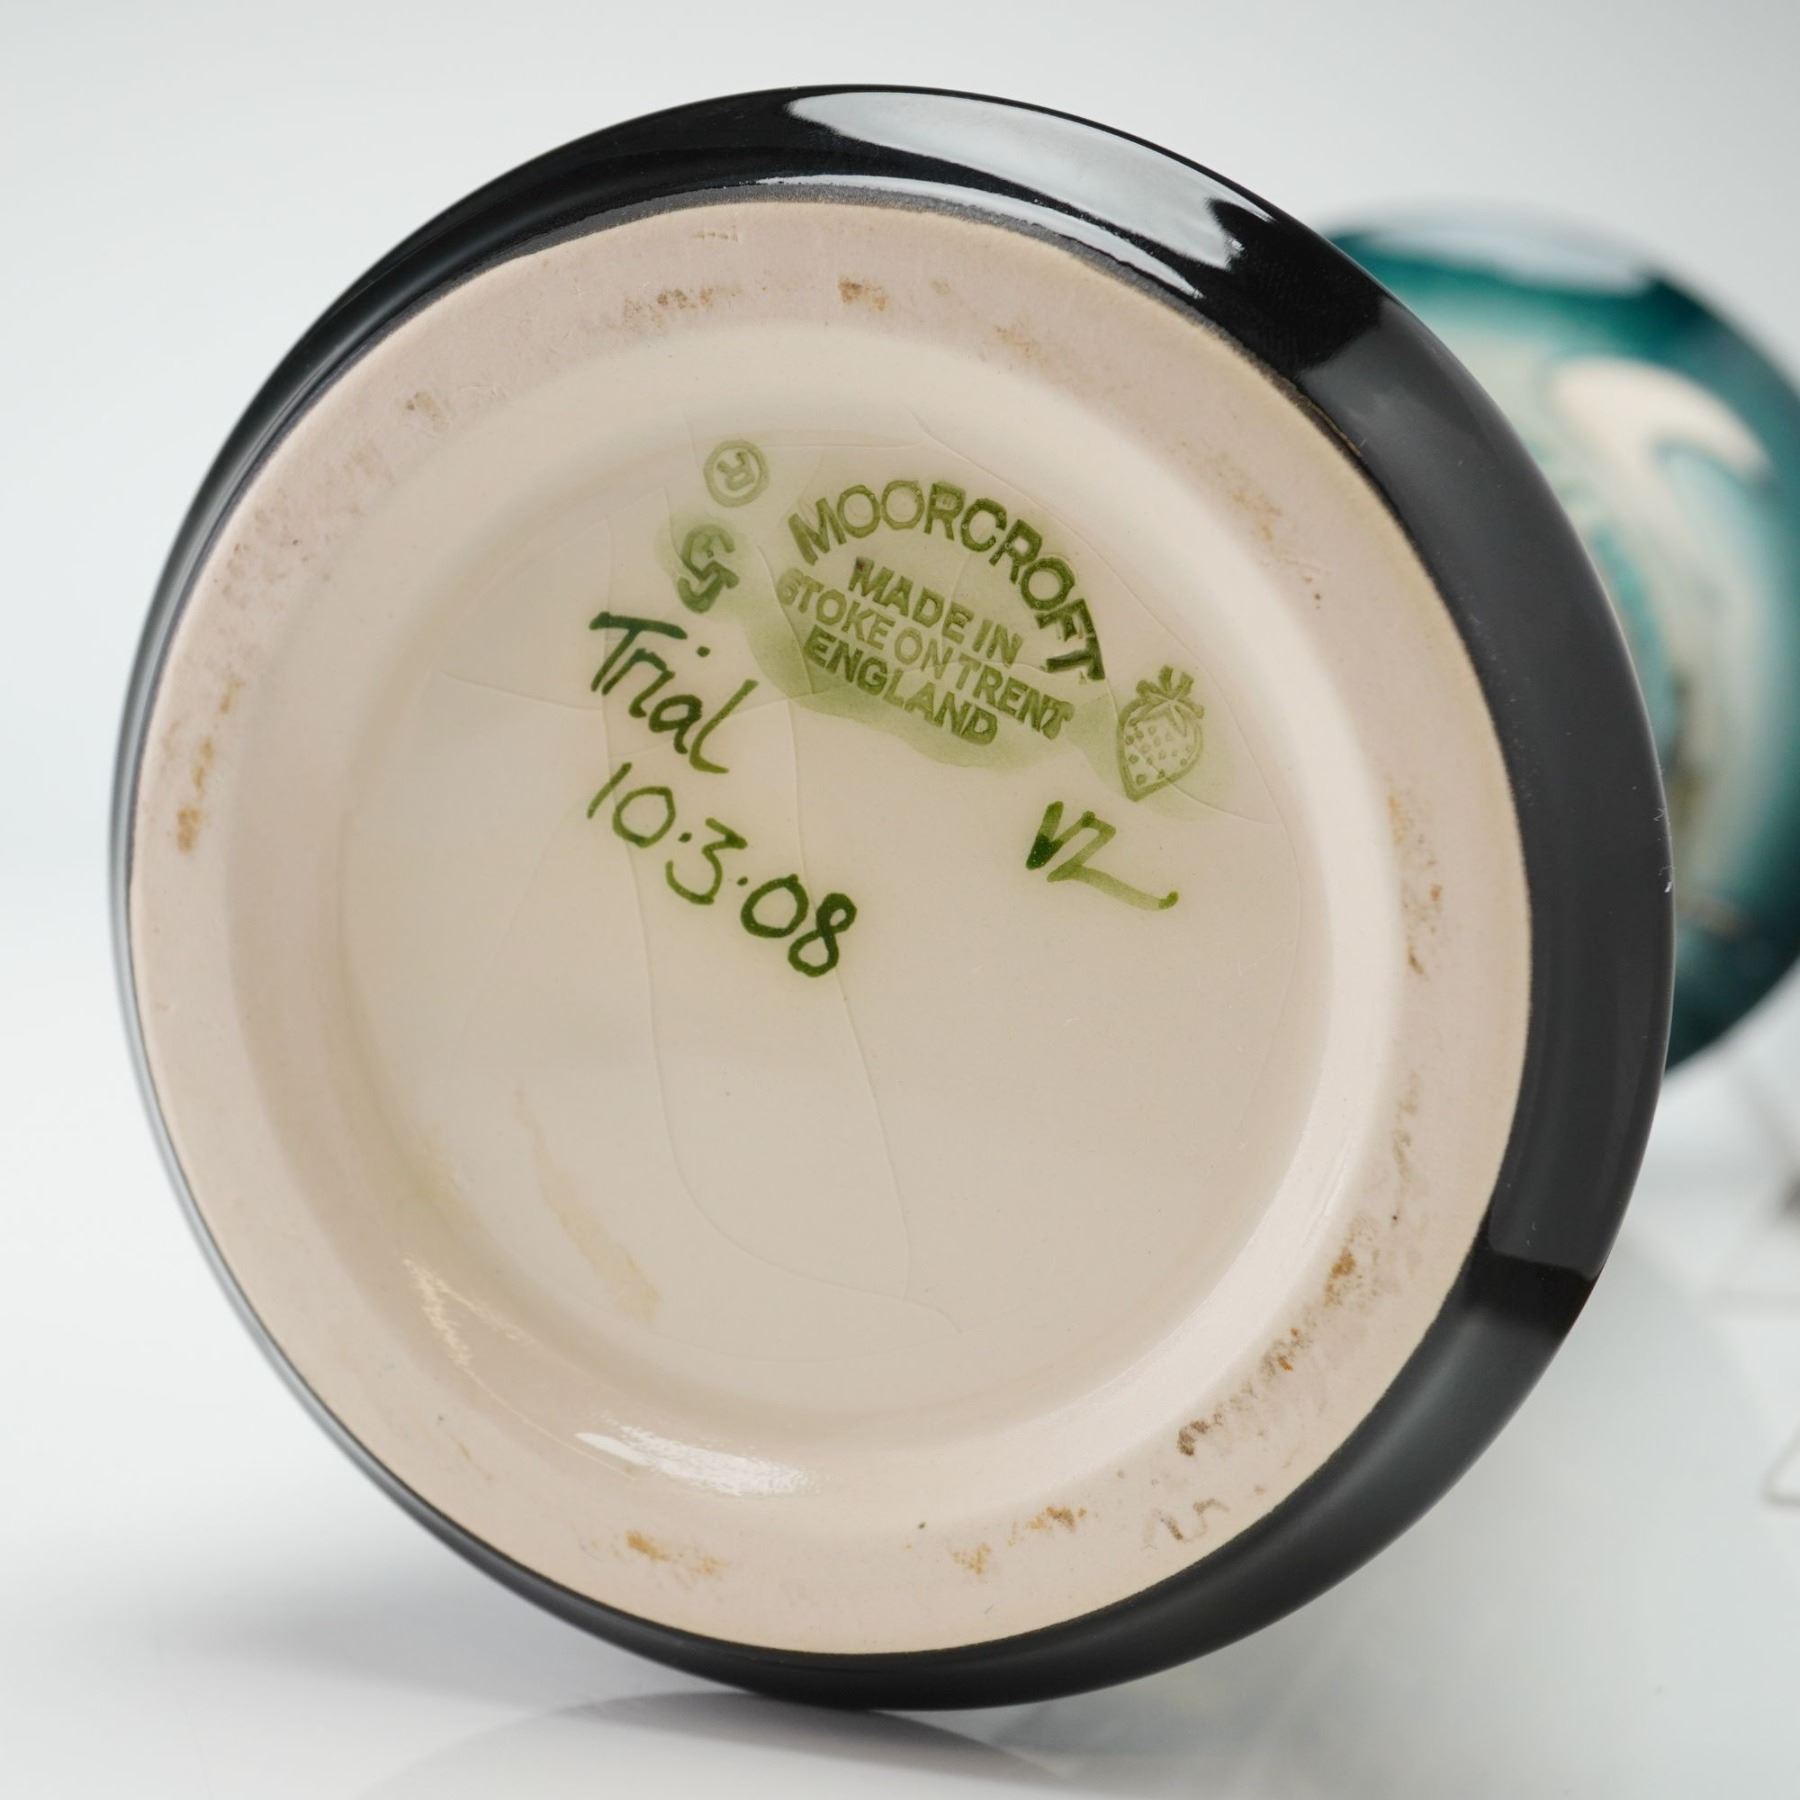 ®
MOORCROFT
MADE IN
STOKE ON TRENT
ENGLAND
Trial
10·3·08